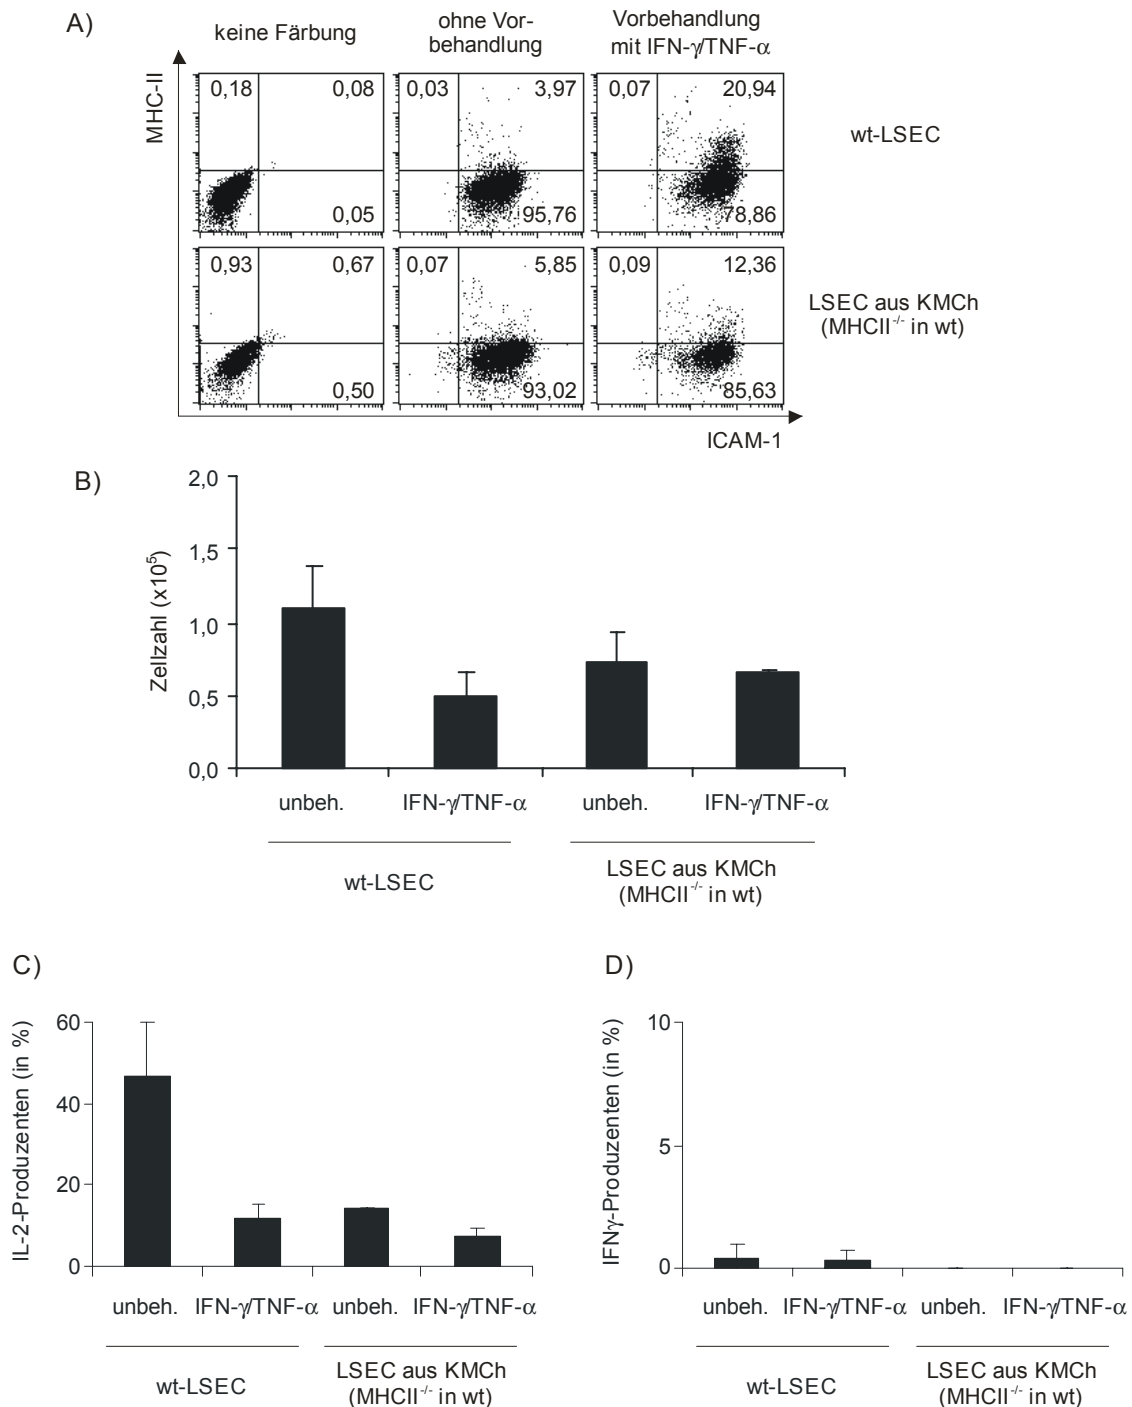 A)
keine Färbung
ohne Vor-
behandlung
Vorbehandlung
mit IFN-γ/TNF-α
MHC-II
0,18
0,08
0,05
0,03
3,97
95,76
0,07
20,94
78,86
wt-LSEC
0,93
0,67
0,50
0,07
5,85
93,02
0,09
12,36
85,63
LSEC aus KMCh
(MHCII-/- in wt)
ICAM-1
B)
Zellzahl (x10⁵)
2,0
1,5
1,0
0,5
0,0
unbeh.
IFN-γ/TNF-α
unbeh.
IFN-γ/TNF-α
wt-LSEC
LSEC aus KMCh
(MHCII-/- in wt)
C)
IL-2-Produzenten (in %)
60
40
20
0
unbeh.
IFN-γ/TNF-α
unbeh.
IFN-γ/TNF-α
wt-LSEC
LSEC aus KMCh
(MHCII-/- in wt)
D)
IFNγ-Produzenten (in %)
10
5
0
unbeh.
IFN-γ/TNF-α
unbeh.
IFN-γ/TNF-α
wt-LSEC
LSEC aus KMCh
(MHCII-/- in wt)